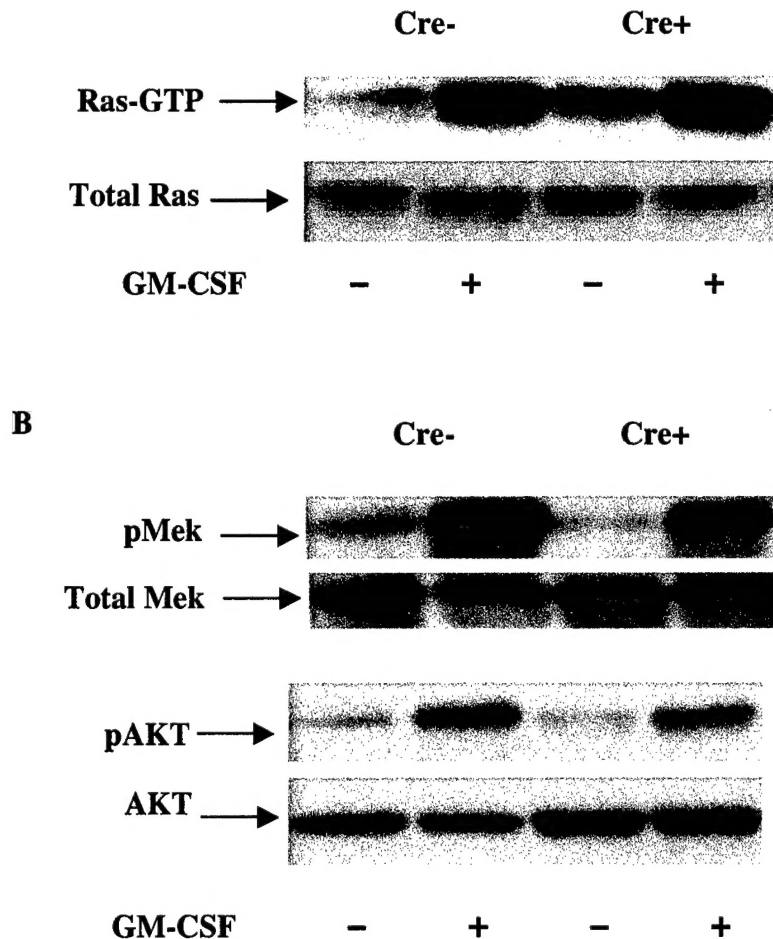 Cre- Cre+
Ras-GTP
Total Ras
GM-CSF − + − +
B
Cre- Cre+
pMek
Total Mek
pAKT
AKT
GM-CSF − + − +